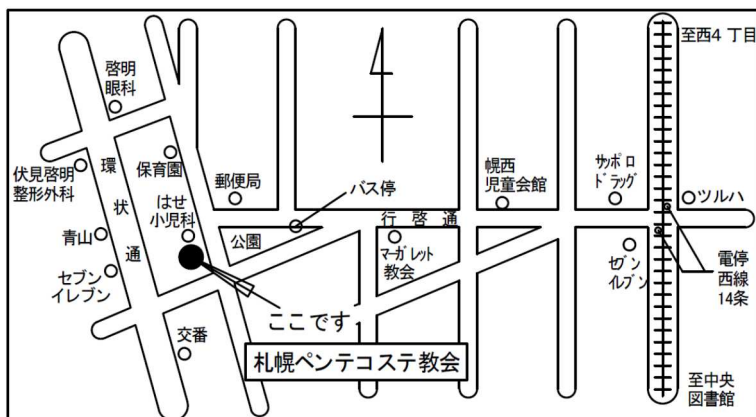 至西4 丁目
啓明
眼科
環
状
通
伏見啓明
整形外科
保育園
郵便局
バス停
幌西
児童会館
サッポロ
ドラッグ
ツルハ
はせ
小児科
公園
行 啓 通
青山
セブン
イレブン
マーガレット
教会
セブン
イレブン
電停
西線
14条
ここです
交番
札幌ペンテコステ教会
至中央
図書館